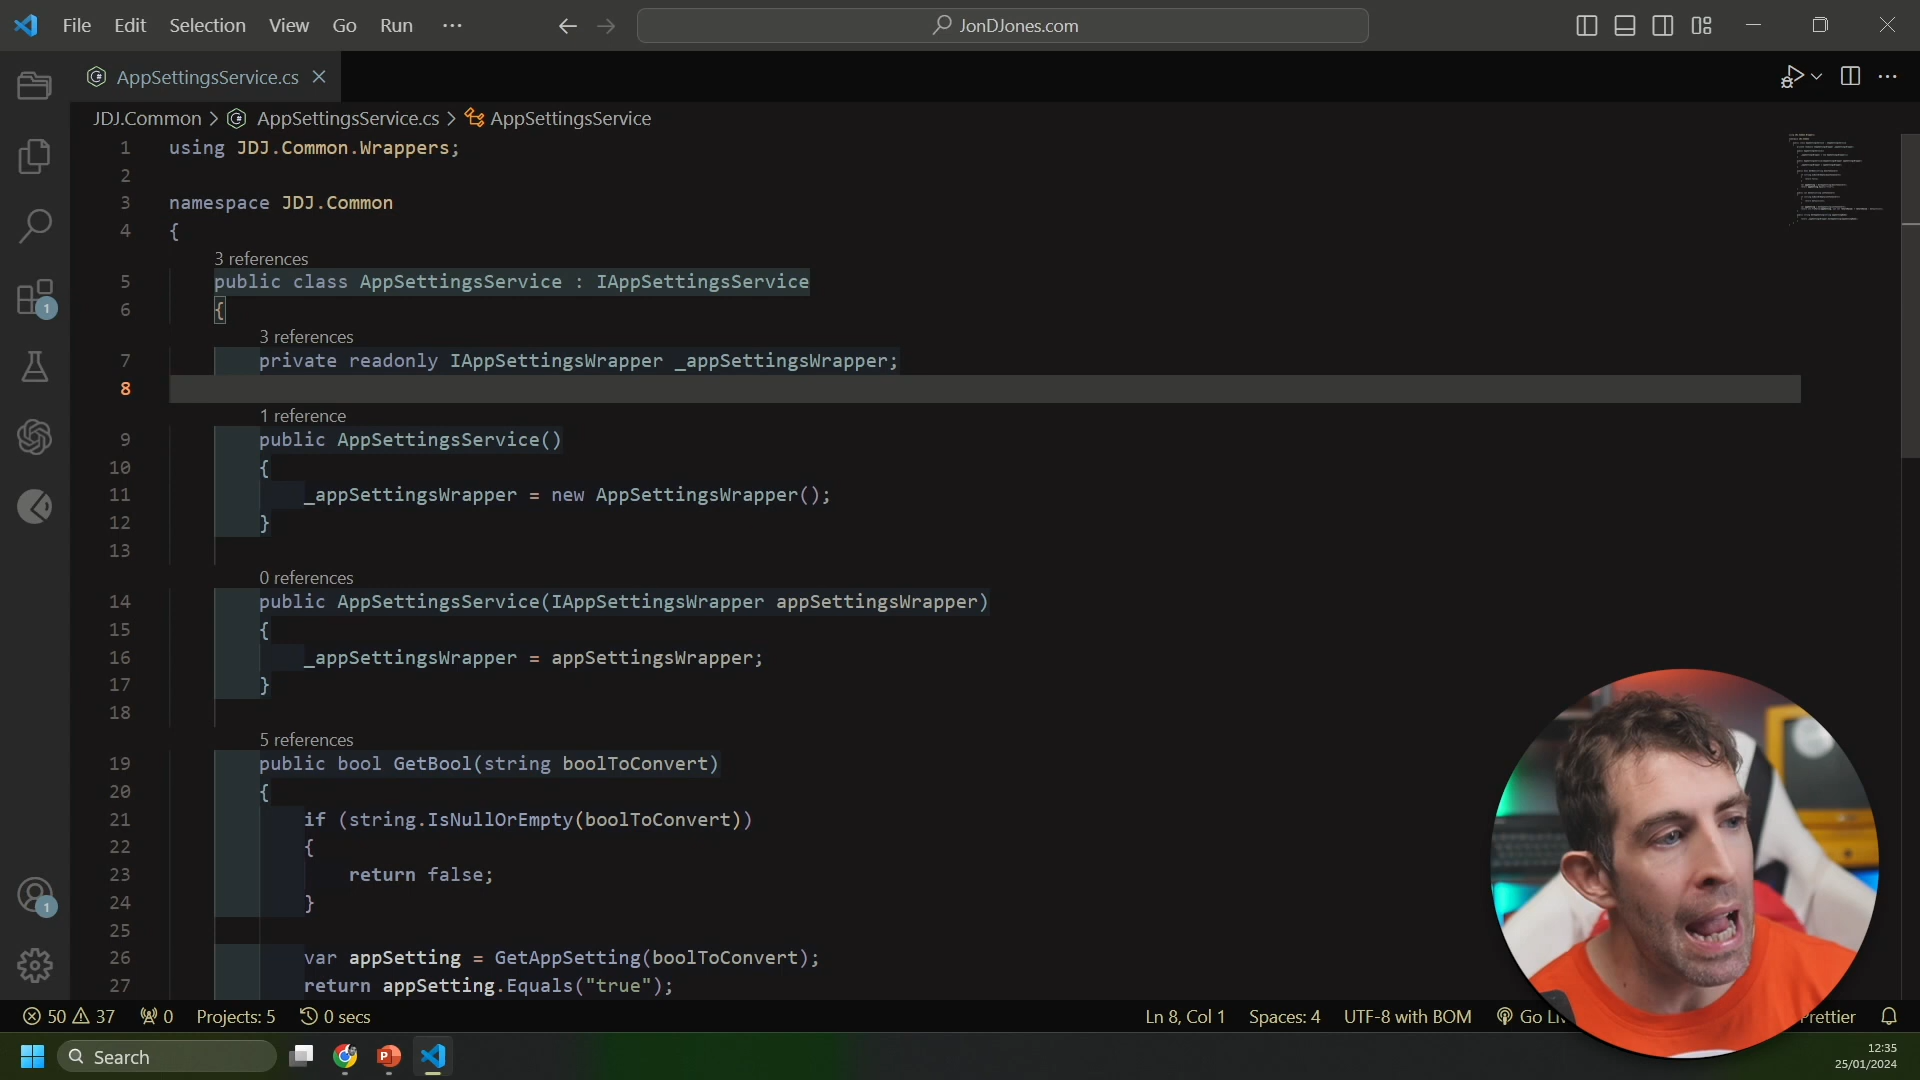 File Edit Selection View Go Run ···
JonDJones.com
AppSettingsService.cs
JDJ.Common > AppSettingsService.cs > AppSettingsService
1 using JDJ.Common.Wrappers;
2
3 namespace JDJ.Common
4 {
3 references
5 public class AppSettingsService : IAppSettingsService
6 {
3 references
7 private readonly IAppSettingsWrapper _appSettingsWrapper;
8
1 reference
9 public AppSettingsService()
10 {
11 _appSettingsWrapper = new AppSettingsWrapper();
12 }
13
0 references
14 public AppSettingsService(IAppSettingsWrapper appSettingsWrapper)
15 {
16 _appSettingsWrapper = appSettingsWrapper;
17 }
18
5 references
19 public bool GetBool(string boolToConvert)
20 {
21 if (string.IsNullOrEmpty(boolToConvert))
22 {
23 return false;
24 }
25
26 var appSetting = GetAppSetting(boolToConvert);
27 return appSetting.Equals("true");
1
1
50 37 0 Projects: 5 0 secs Ln 8, Col 1 Spaces: 4 UTF-8 with BOM Go Prettier
Search
12:35
25/01/2024